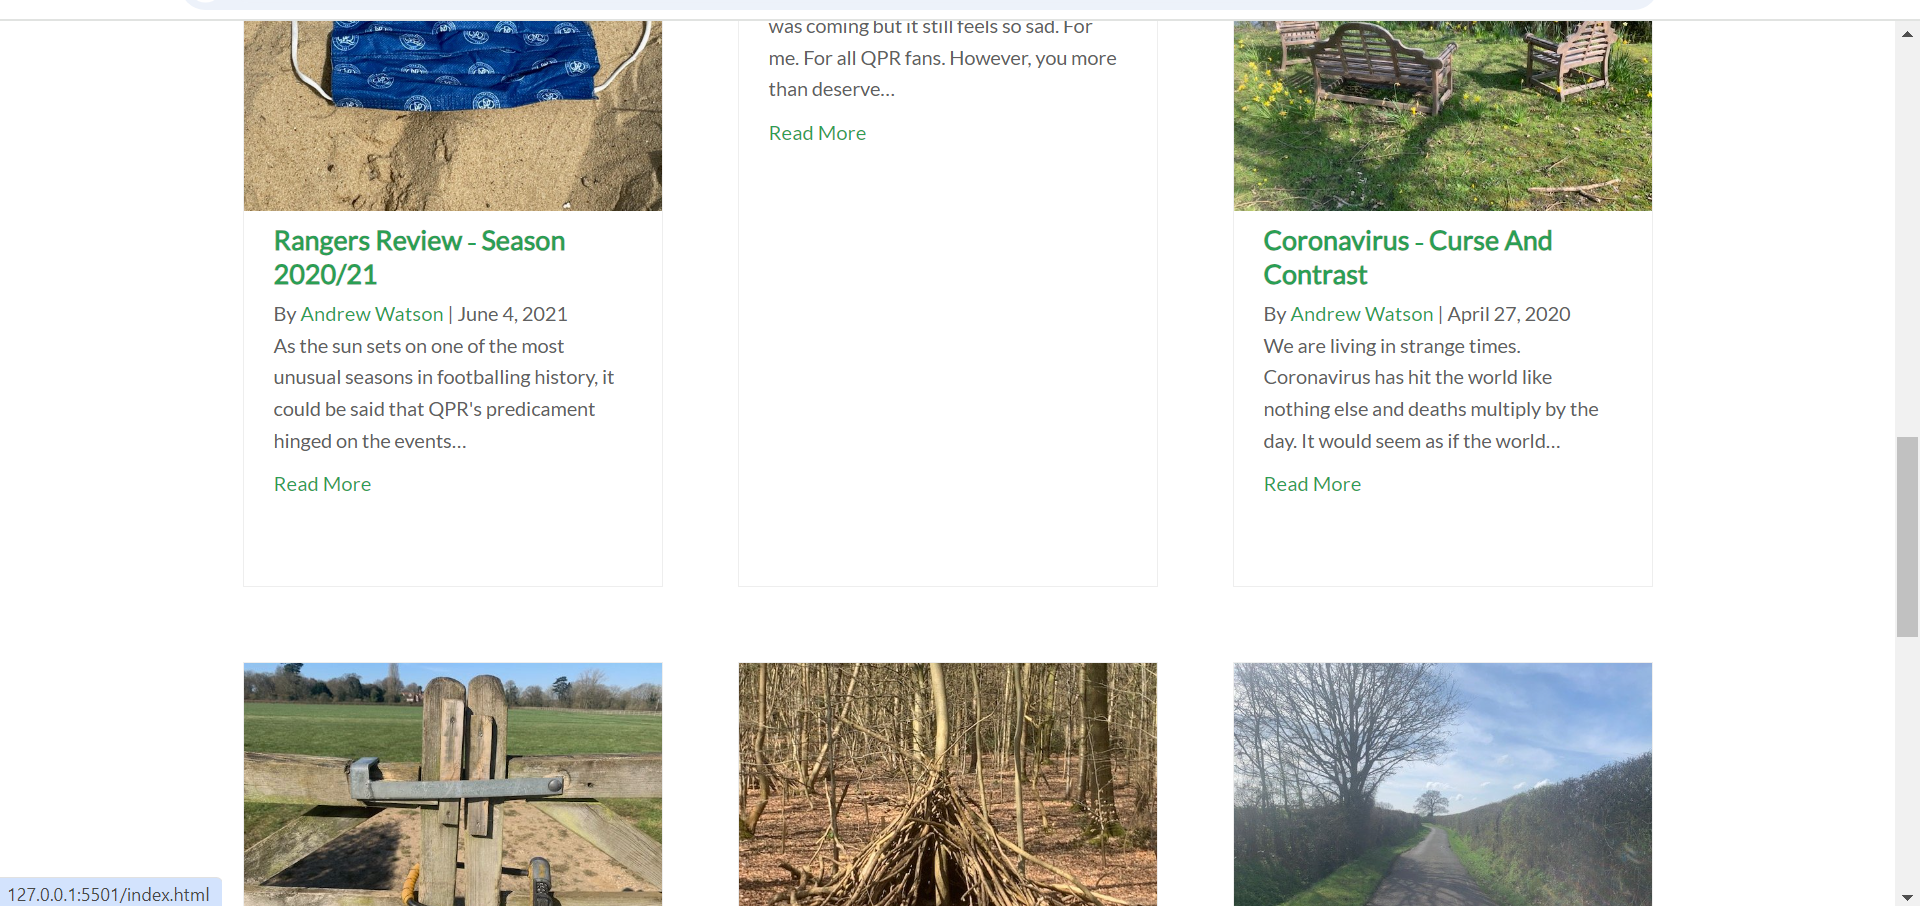 was coming but it still feels so sad. For
me. For all QPR fans. However, you more
than deserve…
Read More
Rangers Review - Season
2020/21
By Andrew Watson | June 4, 2021
As the sun sets on one of the most
unusual seasons in footballing history, it
could be said that QPR's predicament
hinged on the events…
Read More
Coronavirus - Curse And
Contrast
By Andrew Watson | April 27, 2020
We are living in strange times.
Coronavirus has hit the world like
nothing else and deaths multiply by the
day. It would seem as if the world…
Read More
127.0.0.1:5501/index.html